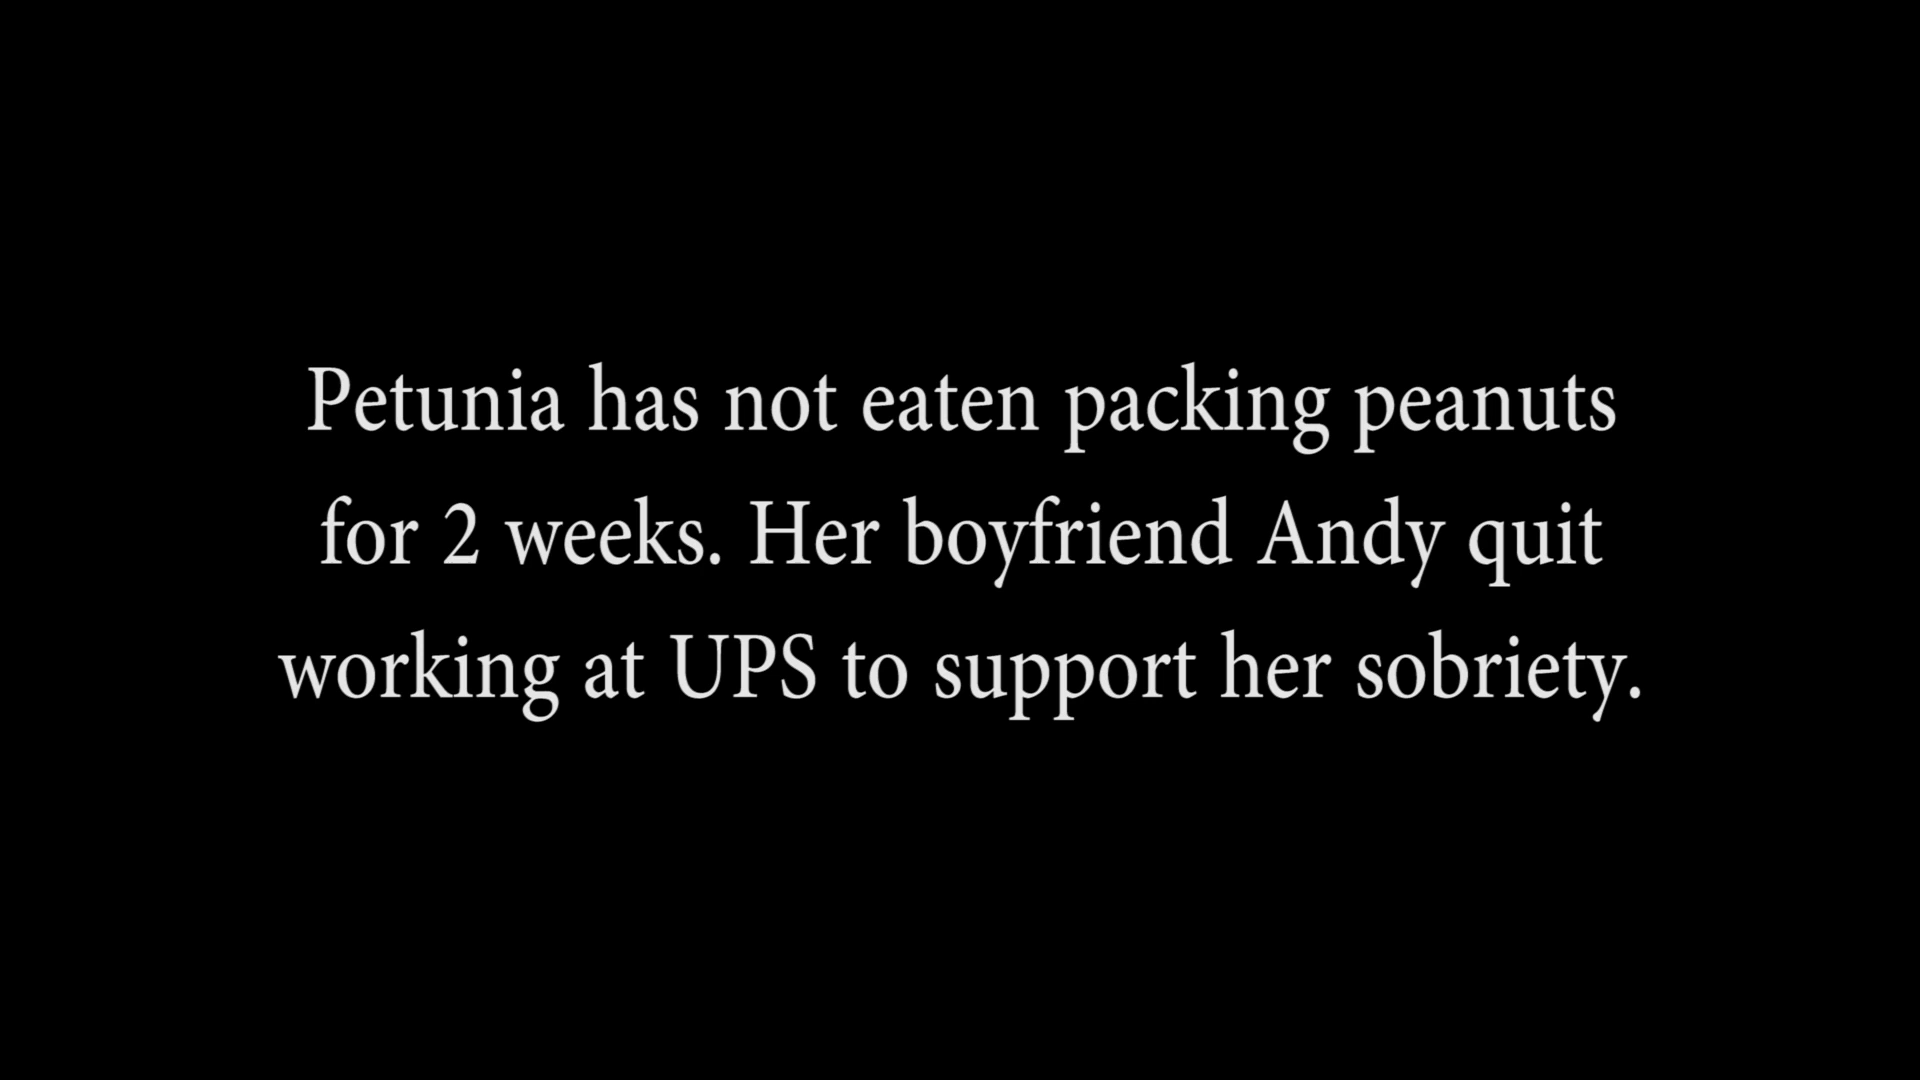 Petunia has not eaten packing peanuts
for 2 weeks. Her boyfriend Andy quit
working at UPS to support her sobriety.